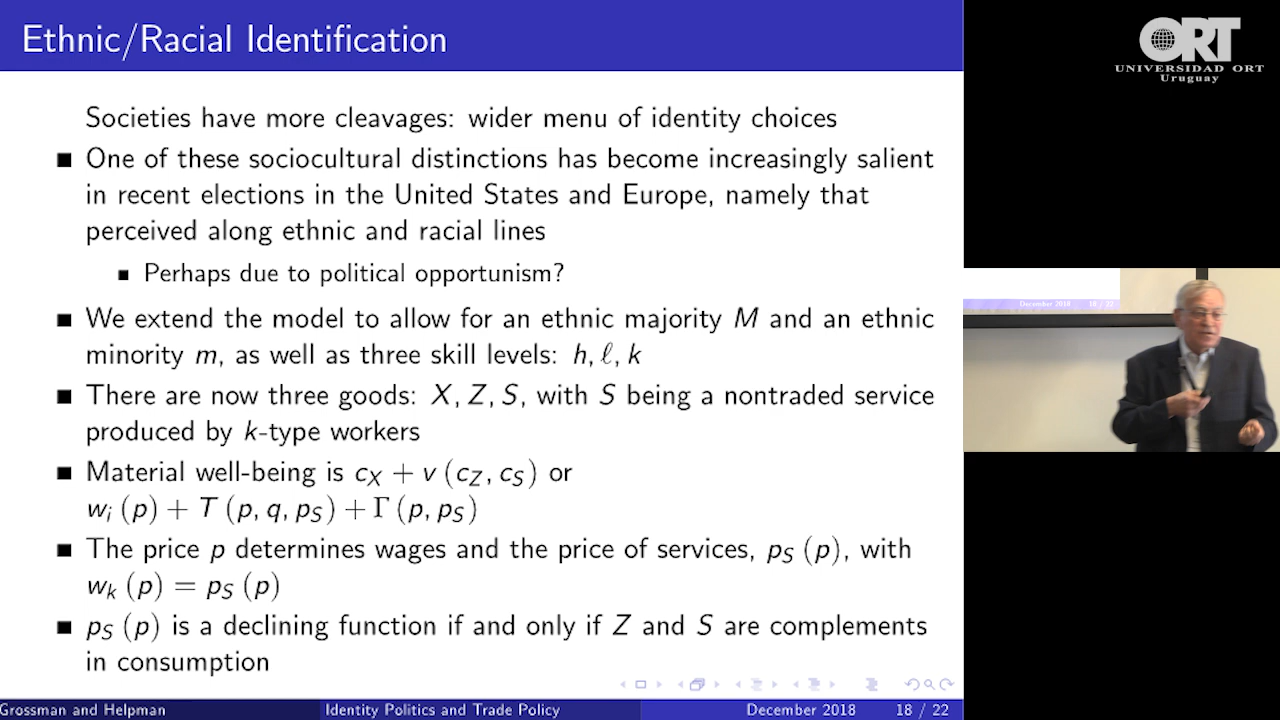 Ethnic/Racial Identification
Societies have more cleavages: wider menu of identity choices
One of these sociocultural distinctions has become increasingly salient
in recent elections in the United States and Europe, namely that
perceived along ethnic and racial lines
Perhaps due to political opportunism?
We extend the model to allow for an ethnic majority M and an ethnic
minority m, as well as three skill levels: h, ℓ, k
There are now three goods: X, Z, S, with S being a nontraded service
produced by k-type workers
Material well-being is c_X + v (c_Z, c_S) or
w_i (p) + T (p, q, p_S) + Γ (p, p_S)
The price p determines wages and the price of services, p_S (p), with
w_k (p) = p_S (p)
p_S (p) is a declining function if and only if Z and S are complements
in consumption
Grossman and Helpman
Identity Politics and Trade Policy
December 2018
18 / 22
ORT
UNIVERSIDAD ORT
Uruguay
December 2018
18 / 22